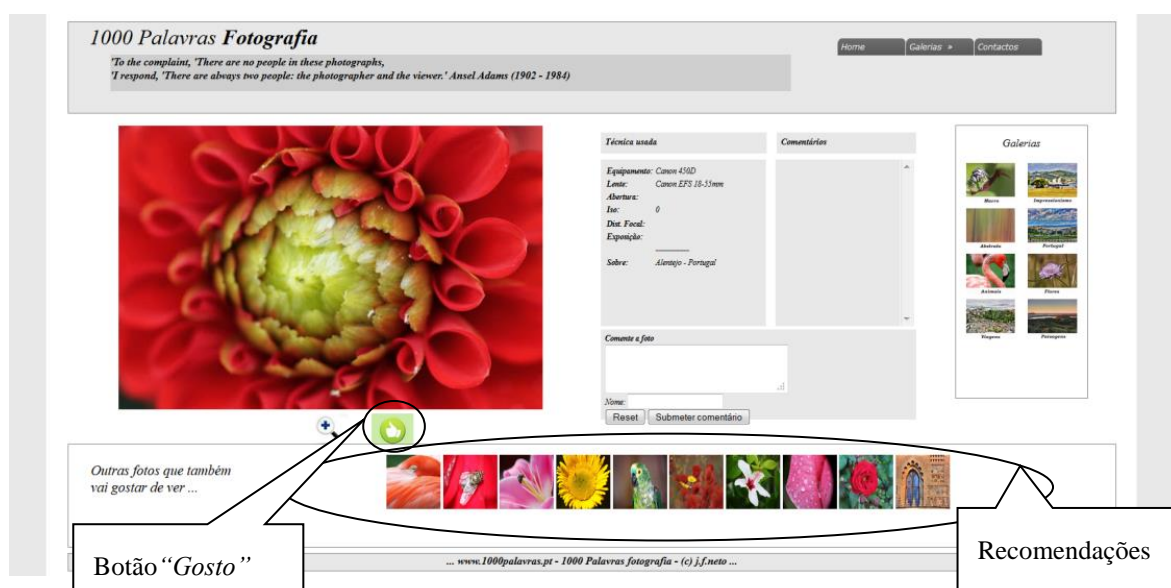 1000 Palavras Fotografia
'To the complaint, 'There are no people in these photographs,
'I respond, 'There are always two people: the photographer and the viewer.' Ansel Adams (1902 - 1984)
Home Galerias » Contactos
Técnica usada
Equipamento: Canon 450D
Lente: Canon EFS 18-55mm
Abertura:
Iso: 0
Dist. Focal:
Exposição:
Sobre: Alentejo - Portugal
Comentários
Comente a foto
Nome:
Reset Submeter comentário
Galerias
Macro Impressionismo
Abstrato Portugal
Animais Flores
Viagens Paisagens
Outras fotos que também
vai gostar de ver ...
Botão “Gosto”
Recomendações
... www.1000palavras.pt - 1000 Palavras fotografia - (c) j.f.neto ...